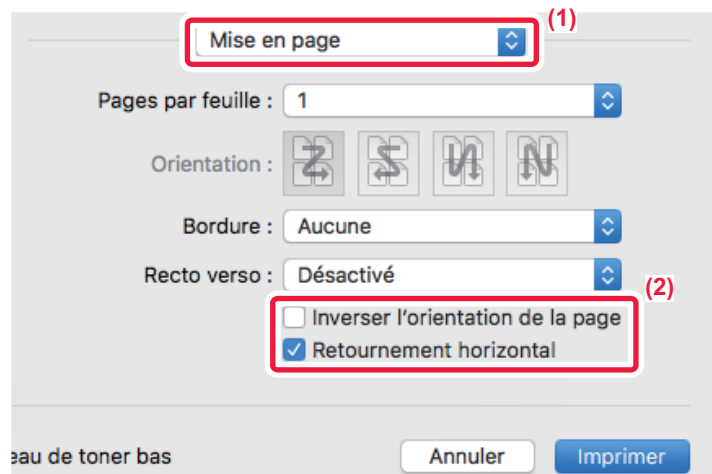 (1)
Mise en page
Pages par feuille : 1
Orientation :
Bordure : Aucune
Recto verso : Désactivé
(2)
Inverser l'orientation de la page
Retournement horizontal
eau de toner bas Annuler Imprimer